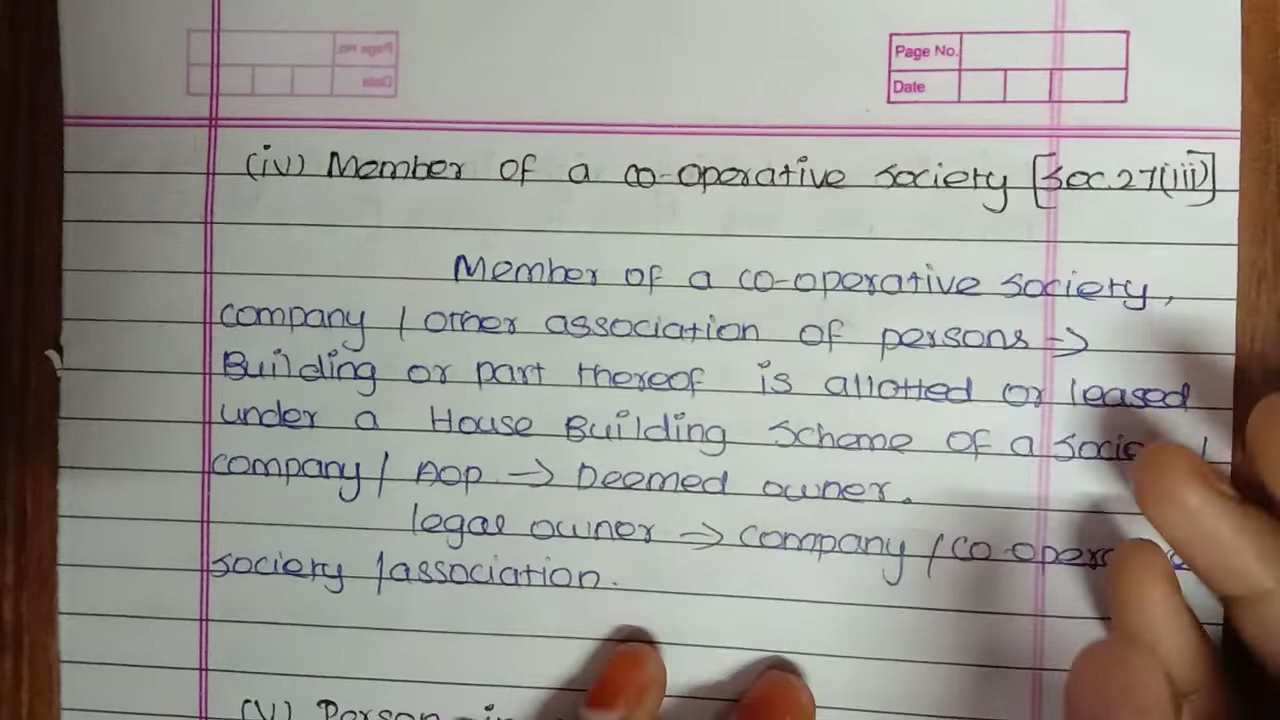 Page No.
Date
(iv) Member of a co-operative society [Sec.27(iii)]
Member of a co-operative society,
company / other association of persons →
Building or part thereof is allotted or leased
under a House Building Scheme of a
company / AOP → Deemed owner.
legal owner → company /
society /association.
(V) Person in